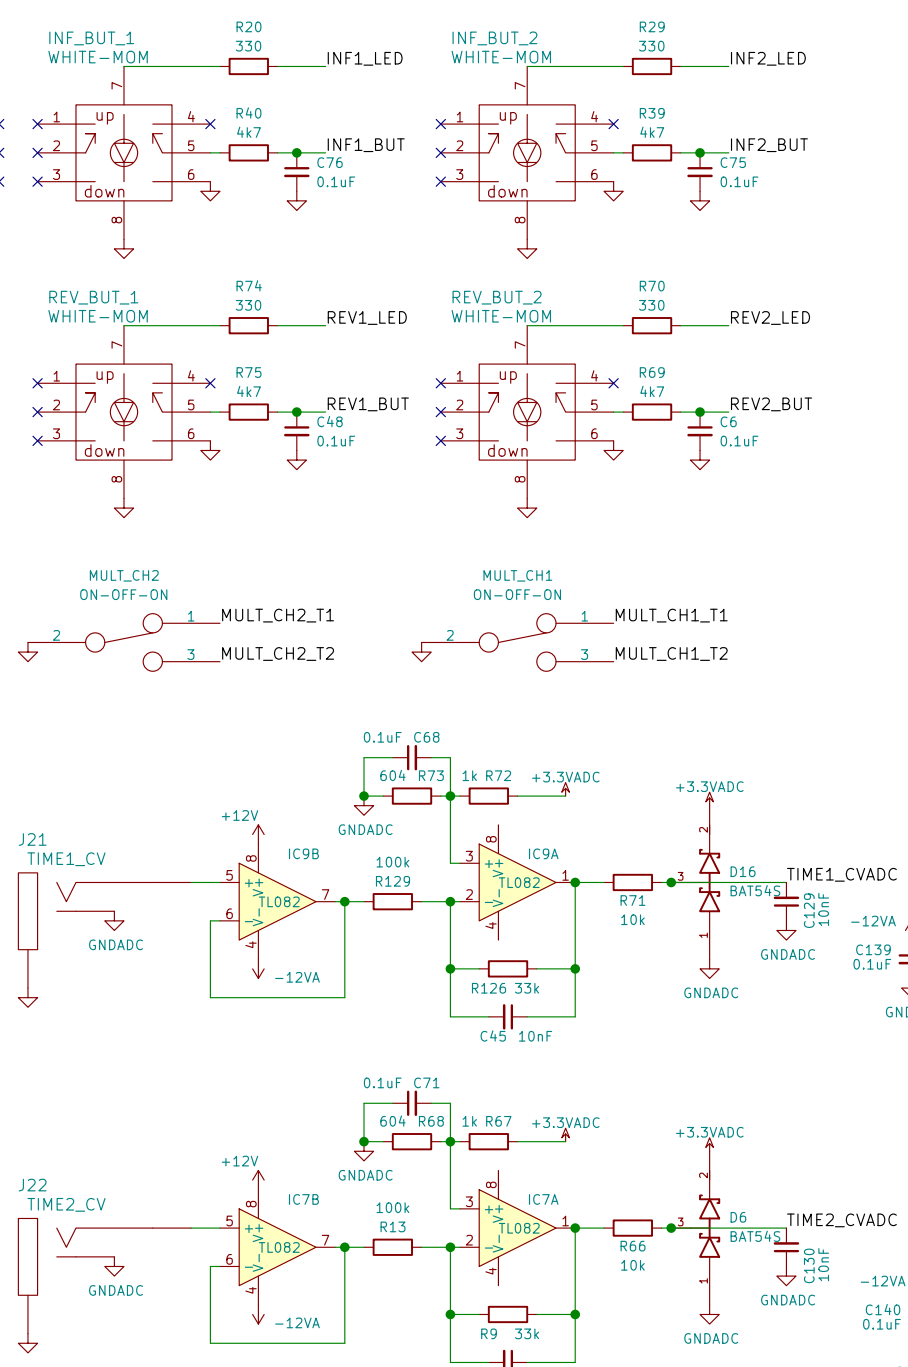 INF_BUT_1
WHITE-MOM
R20
330
INF1_LED
7
1
up
4
R40
4k7
2
5
INF1_BUT
C76
0.1uF
3
6
down
8
INF_BUT_2
WHITE-MOM
R29
330
INF2_LED
7
1
up
4
R39
4k7
2
5
INF2_BUT
C75
0.1uF
3
6
down
8
REV_BUT_1
WHITE-MOM
R74
330
REV1_LED
7
1
up
4
R75
4k7
2
5
REV1_BUT
C48
0.1uF
3
6
down
8
REV_BUT_2
WHITE-MOM
R70
330
REV2_LED
7
1
up
4
R69
4k7
2
5
REV2_BUT
C6
0.1uF
3
6
down
8
MULT_CH2
ON-OFF-ON
1
MULT_CH2_T1
2
3
MULT_CH2_T2
MULT_CH1
ON-OFF-ON
1
MULT_CH1_T1
2
3
MULT_CH1_T2
0.1uF C68
604 R73
1k R72
+3.3VADC
GNDADC
+3.3VADC
J21
TIME1_CV
GNDADC
+12V
8
IC9B
5
++
TL082
7
6
-
V-
4
-12VA
100k
R129
8
IC9A
3
++
TL082
1
2
-
V-
4
R126 33k
C45 10nF
R71
10k
2
3
D16
BAT54S
1
GNDADC
TIME1_CVADC
C129
10nF
GNDADC
-12VA
C139
0.1uF
0.1uF C71
604 R68
1k R67
+3.3VADC
GNDADC
+3.3VADC
J22
TIME2_CV
GNDADC
+12V
8
IC7B
5
++
TL082
7
6
-
V-
4
-12VA
100k
R13
8
IC7A
3
++
TL082
1
2
-
V-
4
R9 33k
R66
10k
2
3
D6
BAT54S
1
GNDADC
TIME2_CVADC
C130
10nF
GNDADC
-12VA
C140
0.1uF